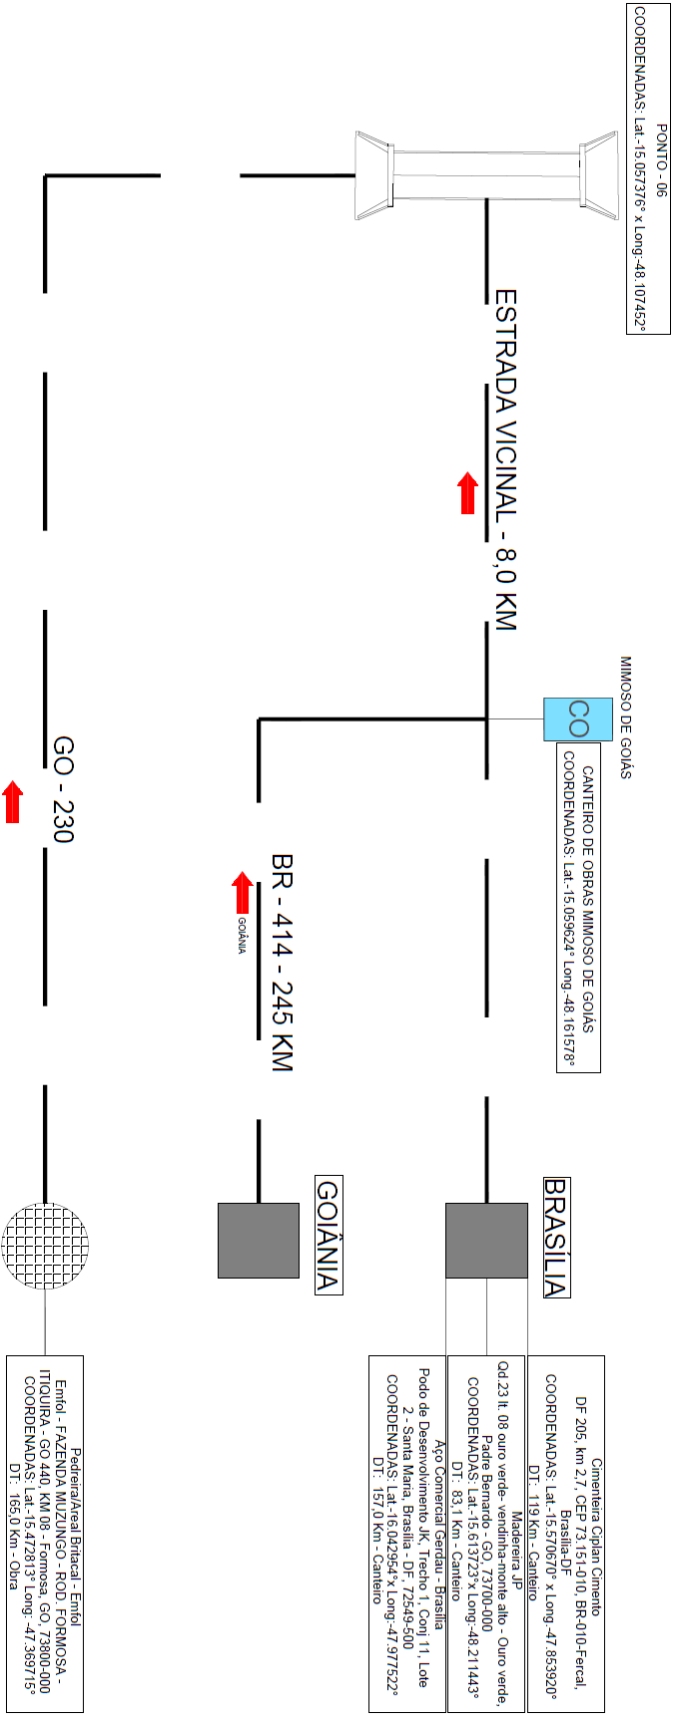 PONTO - 06
COORDENADAS: Lat.-15.057376° x Long:-48.107452°
ESTRADA VICINAL - 8,0 KM
MIMOSO DE GOIÁS
CO
CANTEIRO DE OBRAS MIMOSO DE GOIÁS
COORDENADAS: Lat.-15.059624° Long.-48.161578°
BRASÍLIA
Cimenteira Ciplan Cimento
DF 205, km 2,7, CEP 73.151-010, BR-010-Fercal,
Brasília-DF
COORDENADAS: Lat.-15.570670° x Long.-47.853920°
DT: 119 Km - Canteiro
Madereira JP
Qd.23 lt. 08 ouro verde- vendinha-monte alto - Ouro verde,
Padre Bernardo - GO, 73700-000
COORDENADAS: Lat.-15.613723°x Long:-48.211443°
DT: 83,1 Km - Canteiro
Aço Comercial Gerdau - Brasília
Podo de Desenvolvimento JK, Trecho 1, Conj 11, Lote
2 - Santa Maria, Brasília - DF, 72549-500
COORDENADAS: Lat.-16.042954°x Long:-47.977522°
DT: 157,0 Km - Canteiro
BR - 414 - 245 KM
GOIÂNIA
GOIÂNIA
GO - 230
Pedreira/Areal Britacal - Emfol
Emfol - FAZENDA MUZUNGO - ROD. FORMOSA -
ITIQUIRA - GO 440, KM 08 - Formosa, GO, 73800-000
COORDENADAS: Lat.-15.472813° Long: -47.369715°
DT: 165,0 Km - Obra